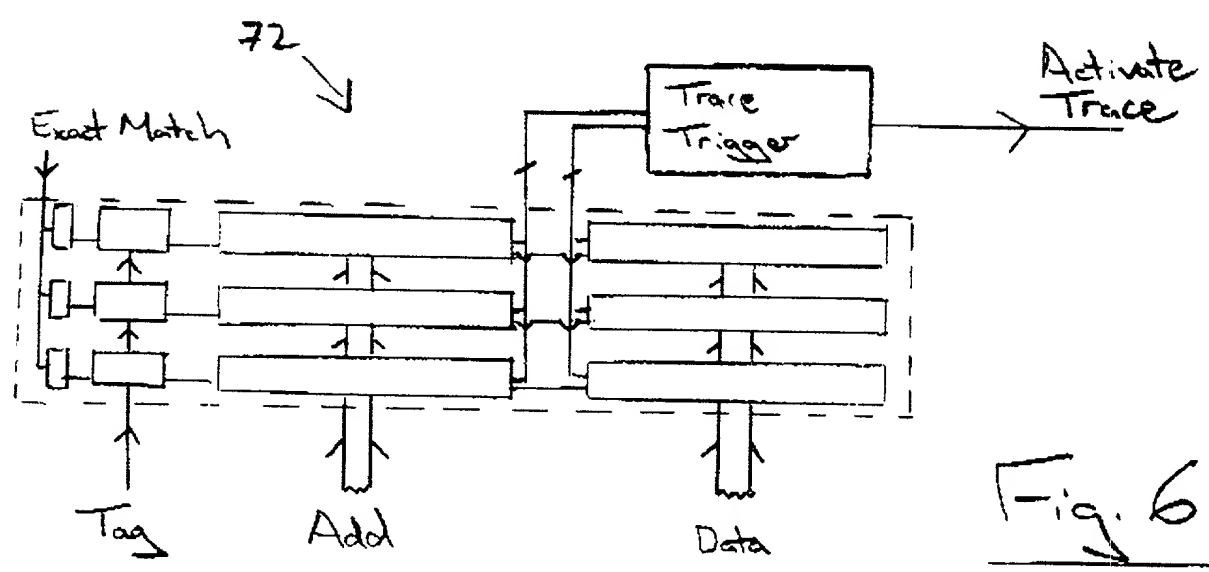 72
Exact Match
Trace
Trigger
Activate
Trace
Tag
Add
Data
Fig. 6